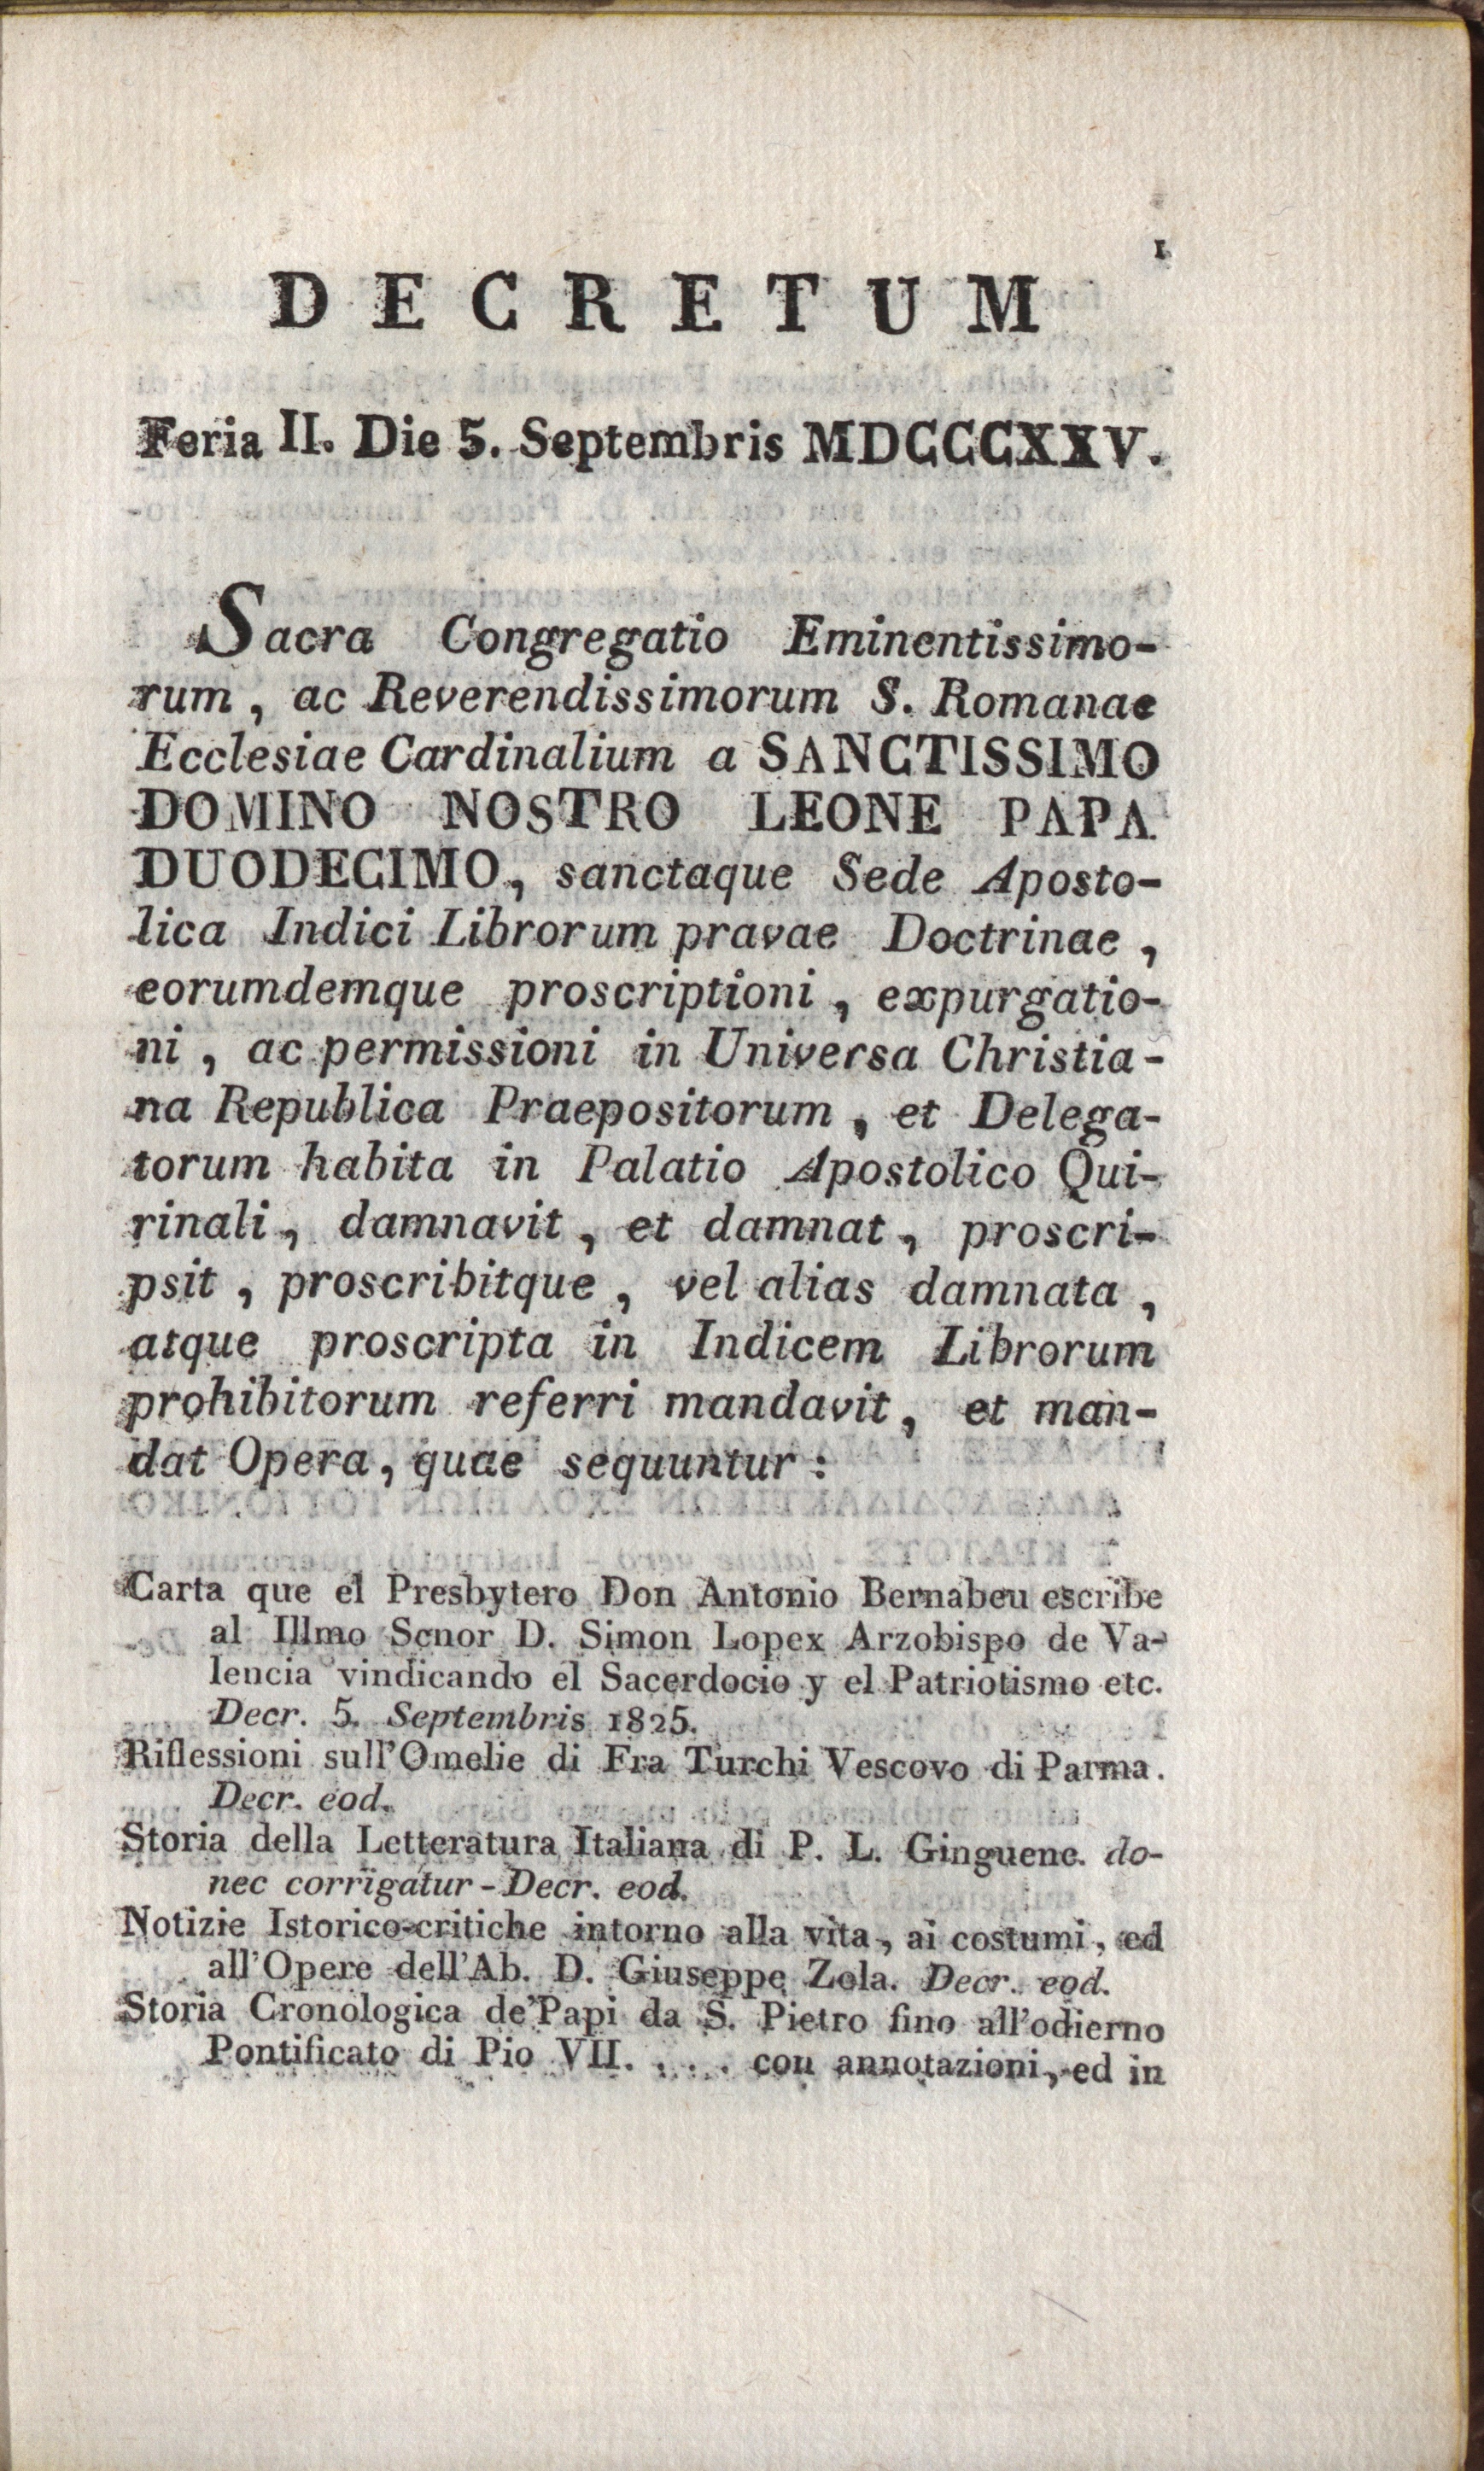 1
DECRETUM
Feria II. Die 5. Septembris MDCCCXXV.
Sacra Congregatio Eminentissimo-
rum, ac Reverendissimorum S. Romanae
Ecclesiae Cardinalium a SANCTISSIMO
DOMINO NOSTRO LEONE PAPA
DUODECIMO, sanctaque Sede Aposto-
lica Indici Librorum pravae Doctrinae,
eorumdemque proscriptioni, expurgatio-
ni, ac permissioni in Universa Christia-
na Republica Praepositorum, et Delega-
torum habita in Palatio Apostolico Qui-
rinali, damnavit, et damnat, proscri-
psit, proscribitque, vel alias damnata,
atque proscripta in Indicem Librorum
prohibitorum referri mandavit, et man-
dat Opera, quae sequuntur:
Carta que el Presbytero Don Antonio Bernabeu escribe
al Illmo Senor D. Simon Lopex Arzobispo de Va-
lencia vindicando el Sacerdocio y el Patriotismo etc.
Decr. 5. Septembris 1825.
Riflessioni sull'Omelie di Fra Turchi Vescovo di Parma.
Decr. eod.
Storia della Letteratura Italiana di P. L. Ginguene. do-
nec corrigatur - Decr. eod.
Notizie Istorico-critiche intorno alla vita, ai costumi, ed
all'Opere dell'Ab. D. Giuseppe Zola. Decr. eod.
Storia Cronologica de'Papi da S. Pietro fino all'odierno
Pontificato di Pio VII. . . . . con annotazioni, ed in